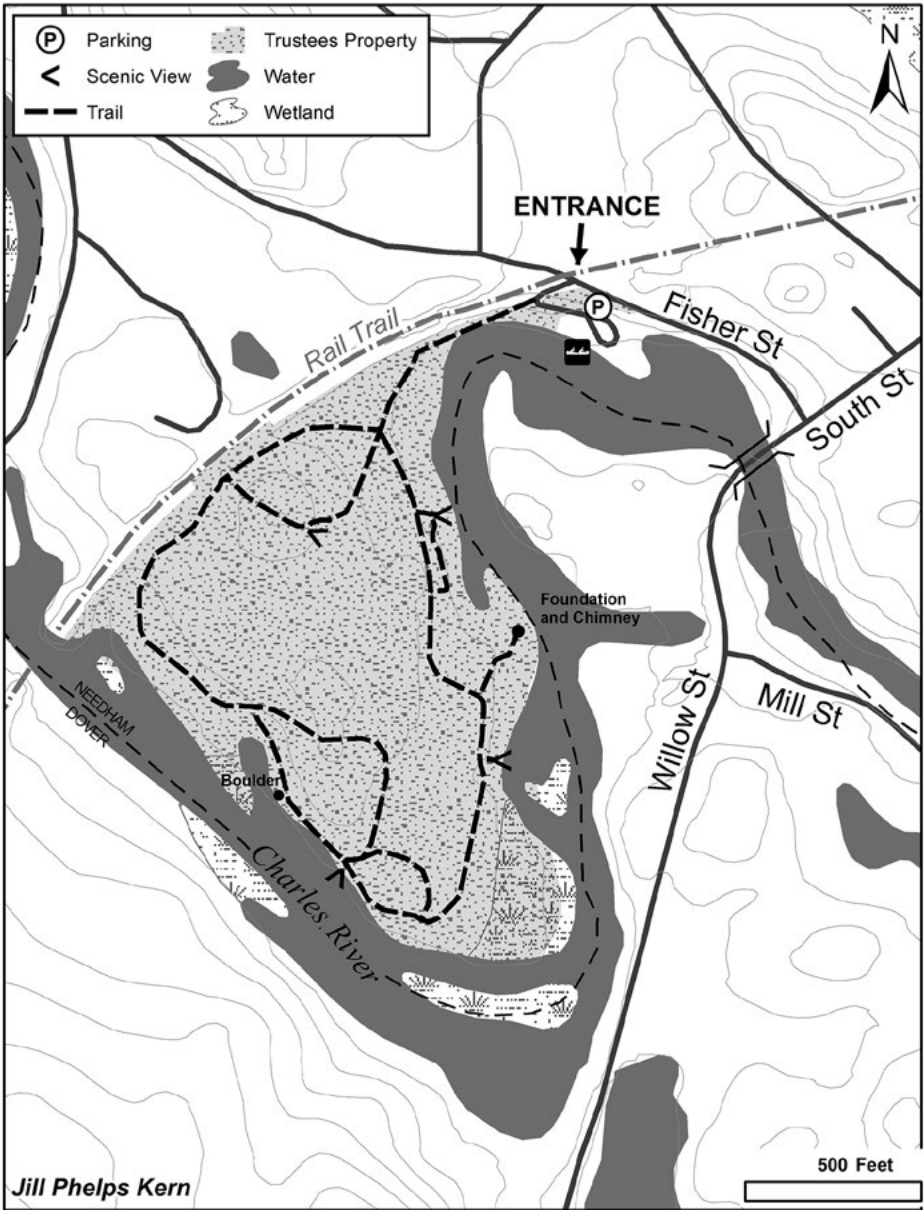 P Parking
Scenic View
Trail
Trustees Property
Water
Wetland
N
ENTRANCE
P
Fisher St
Rail Trail
South St
Foundation
and Chimney
Willow St
Mill St
NEEDHAM
DOVER
Boulder
Charles River
500 Feet
Jill Phelps Kern